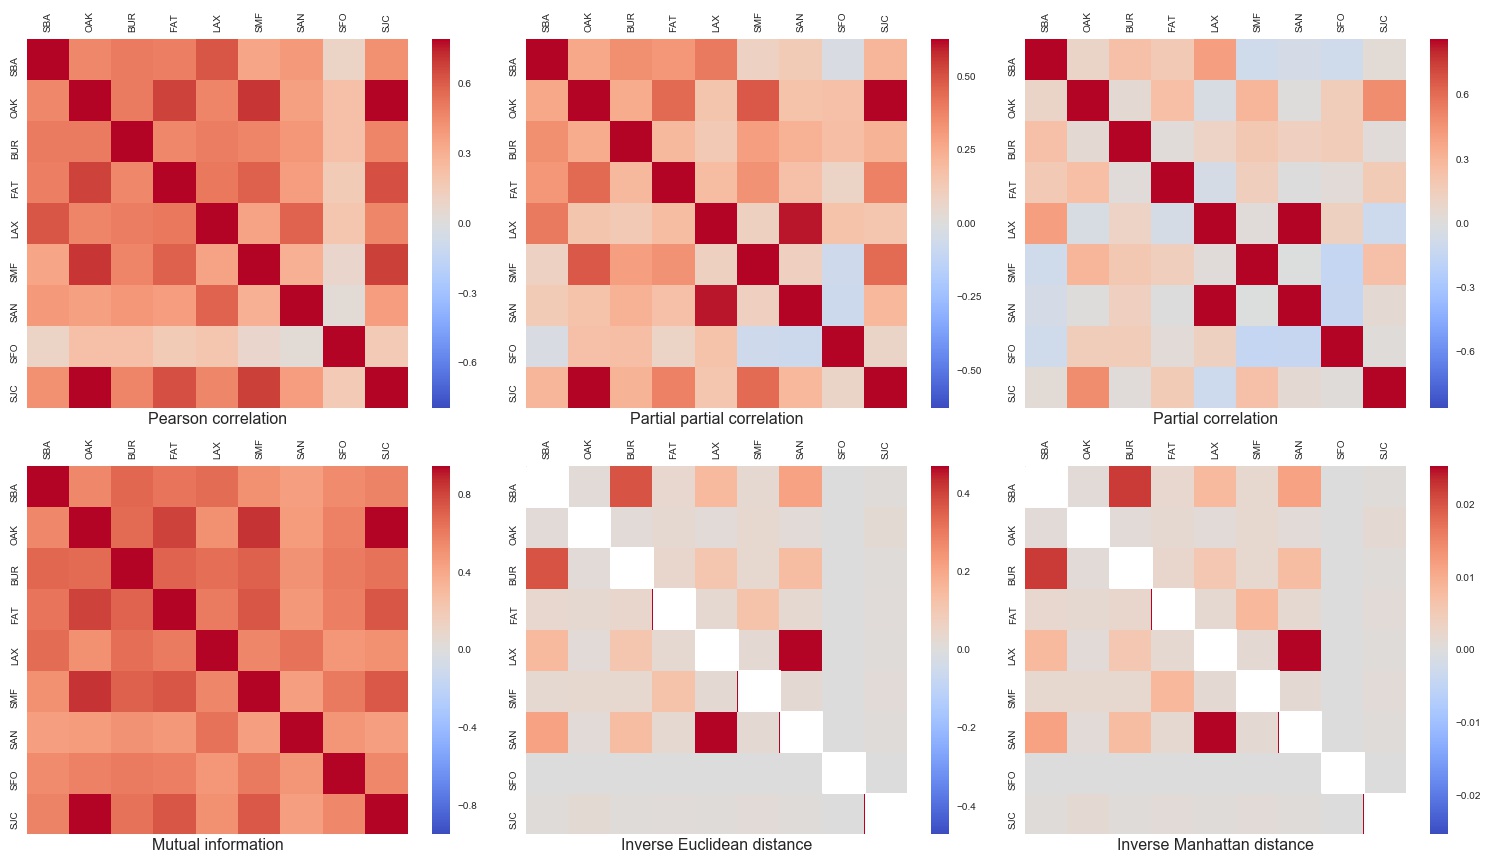 SBA OAK BUR FAT LAX SMF SAN SFO SJC
SBA
OAK
BUR
FAT
LAX
SMF
SAN
SFO
SJC
0.6
0.3
0.0
−0.3
−0.6
Pearson correlation
SBA OAK BUR FAT LAX SMF SAN SFO SJC
SBA
OAK
BUR
FAT
LAX
SMF
SAN
SFO
SJC
0.50
0.25
0.00
−0.25
−0.50
Partial partial correlation
SBA OAK BUR FAT LAX SMF SAN SFO SJC
SBA
OAK
BUR
FAT
LAX
SMF
SAN
SFO
SJC
0.6
0.3
0.0
−0.3
−0.6
Partial correlation
SBA OAK BUR FAT LAX SMF SAN SFO SJC
SBA
OAK
BUR
FAT
LAX
SMF
SAN
SFO
SJC
0.8
0.4
0.0
−0.4
−0.8
Mutual information
SBA OAK BUR FAT LAX SMF SAN SFO SJC
SBA
OAK
BUR
FAT
LAX
SMF
SAN
SFO
SJC
0.4
0.2
0.0
−0.2
−0.4
Inverse Euclidean distance
SBA OAK BUR FAT LAX SMF SAN SFO SJC
SBA
OAK
BUR
FAT
LAX
SMF
SAN
SFO
SJC
0.02
0.01
0.00
−0.01
−0.02
Inverse Manhattan distance